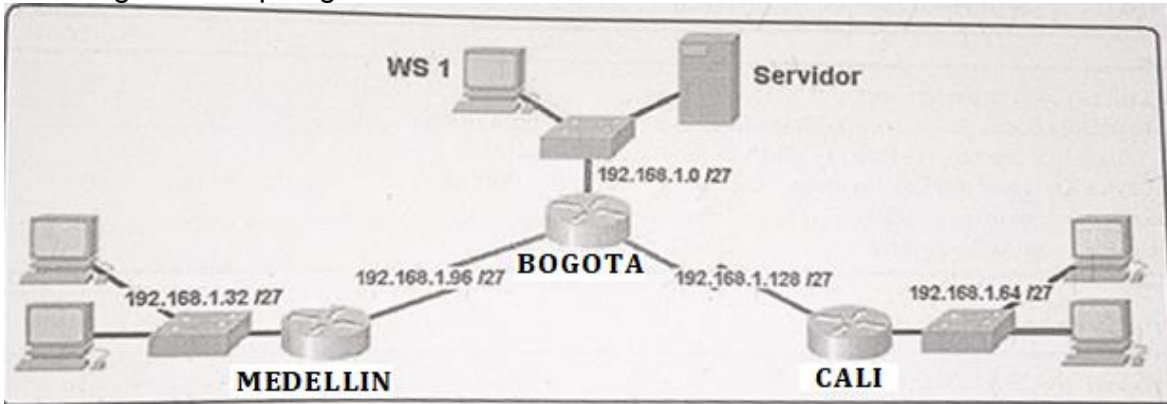 WS 1
Servidor
192.168.1.0 /27
BOGOTA
192.168.1.96 /27
192.168.1.128 /27
192.168.1.32 /27
192.168.1.64 /27
MEDELLIN
CALI